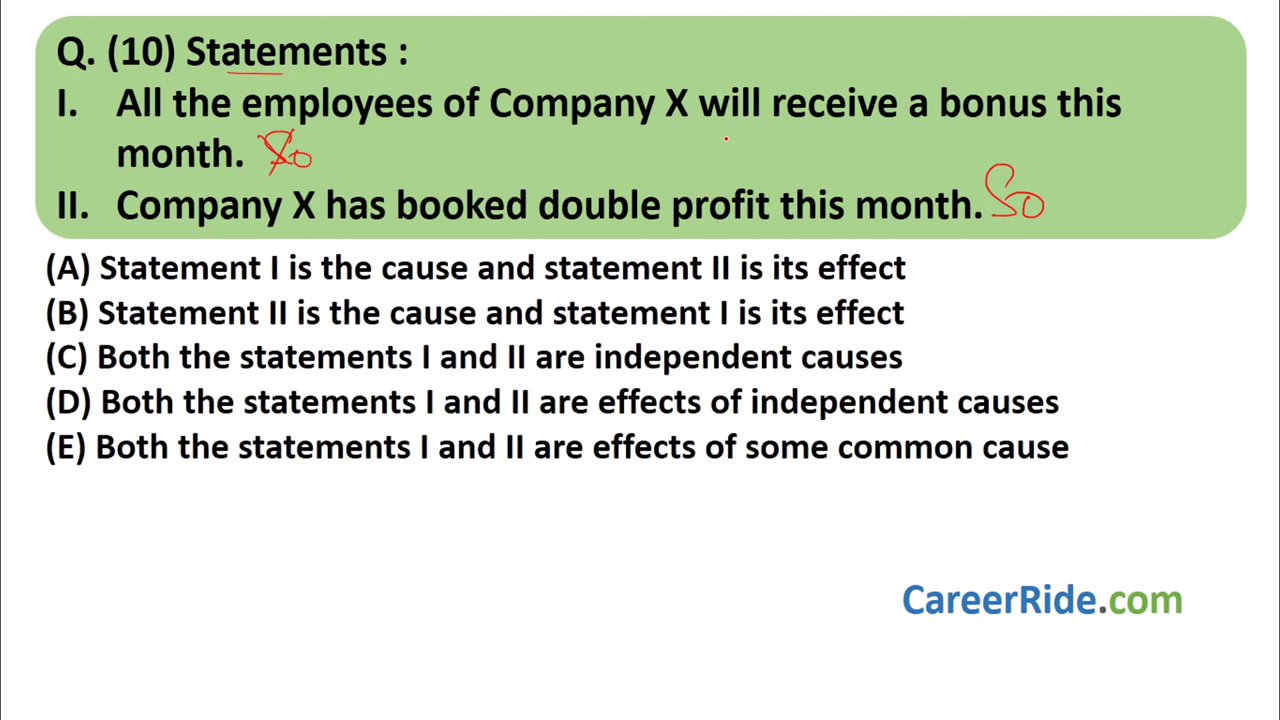 Q. (10) Statements :
I. All the employees of Company X will receive a bonus this
month. So
II. Company X has booked double profit this month. So
(A) Statement I is the cause and statement II is its effect
(B) Statement II is the cause and statement I is its effect
(C) Both the statements I and II are independent causes
(D) Both the statements I and II are effects of independent causes
(E) Both the statements I and II are effects of some common cause
CareerRide.com